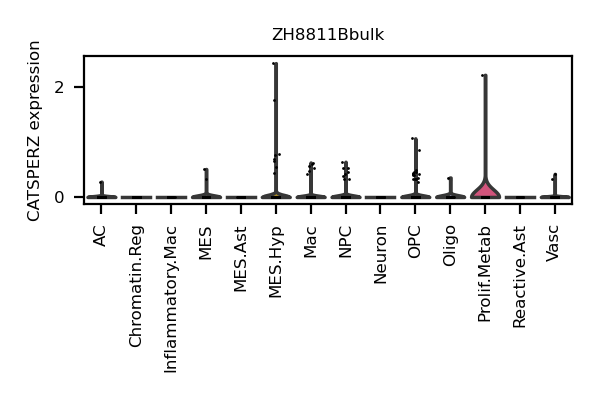 ZH8811Bbulk
CATSPERZ expression
2
0
AC
Chromatin.Reg
Inflammatory.Mac
MES
MES.Ast
MES.Hyp
Mac
NPC
Neuron
OPC
Oligo
Prolif.Metab
Reactive.Ast
Vasc